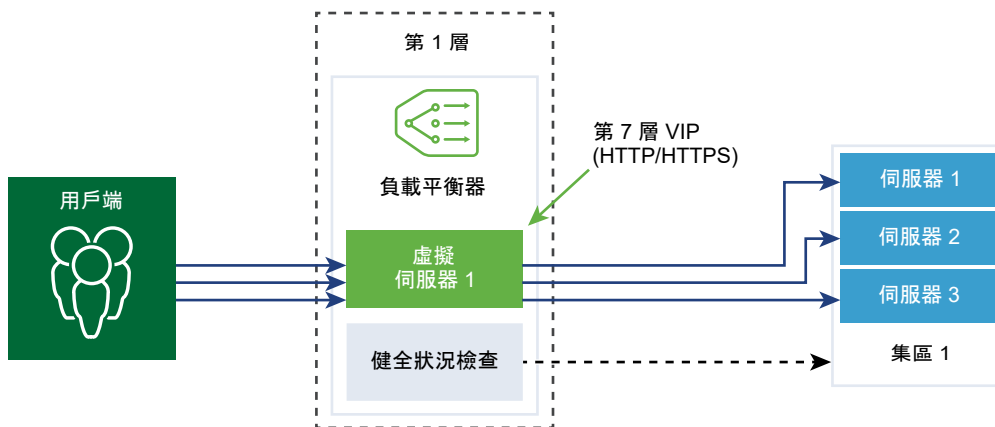 第 1 層
負載平衡器
第 7 層 VIP
(HTTP/HTTPS)
用戶端
虛擬
伺服器 1
健全狀況檢查
伺服器 1
伺服器 2
伺服器 3
集區 1